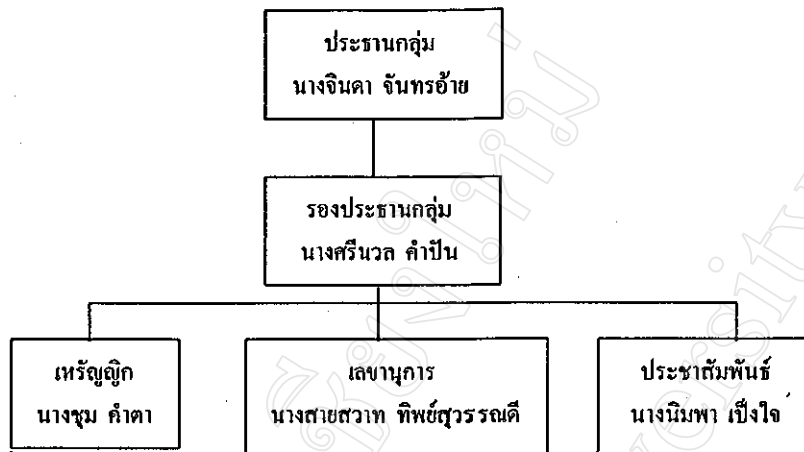 ประธานกลุ่ม
นางจินดา จันทรอ้าย
รองประธานกลุ่ม
นางศรีนวล คำปัน
เหรัญญิก
นางชุม คำตา
เลขานุการ
นางสายสวาท ทิพย์สุวรรณดี
ประชาสัมพันธ์
นางนิมพา เป็งใจ